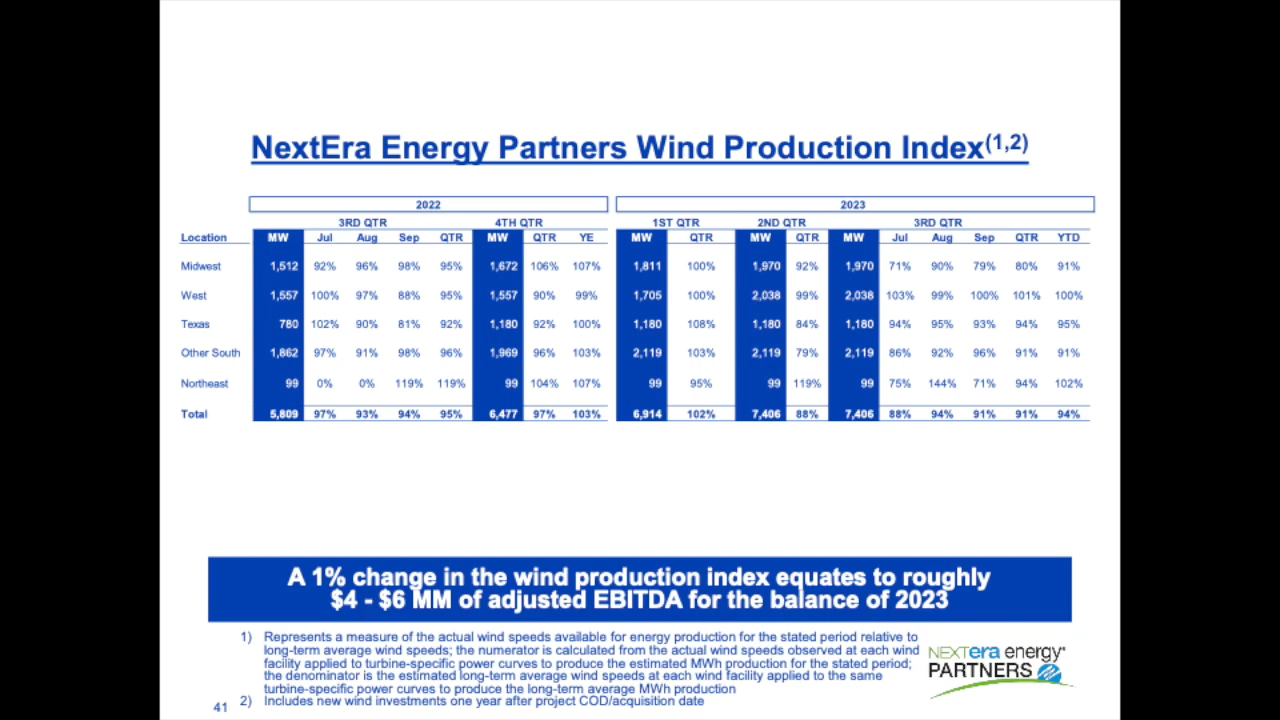 NextEra Energy Partners Wind Production Index(1,2)
2022 2023
3RD QTR 4TH QTR 1ST QTR 2ND QTR 3RD QTR
Location MW Jul Aug Sep QTR MW QTR YE MW QTR MW QTR MW Jul Aug Sep QTR YTD
Midwest 1,512 92% 96% 98% 95% 1,672 106% 107% 1,811 100% 1,970 92% 1,970 71% 90% 79% 80% 91%
West 1,557 100% 97% 88% 95% 1,557 90% 99% 1,705 100% 2,038 99% 2,038 103% 99% 100% 101% 100%
Texas 780 102% 90% 81% 92% 1,180 92% 100% 1,180 108% 1,180 84% 1,180 94% 95% 93% 94% 95%
Other South 1,862 97% 91% 98% 96% 1,969 96% 103% 2,119 103% 2,119 79% 2,119 86% 92% 96% 91% 91%
Northeast 99 0% 0% 119% 119% 99 104% 107% 99 95% 99 119% 99 75% 144% 71% 94% 102%
Total 5,809 97% 93% 94% 95% 6,477 97% 103% 6,914 102% 7,406 88% 7,406 88% 94% 91% 91% 94%
A 1% change in the wind production index equates to roughly
$4 - $6 MM of adjusted EBITDA for the balance of 2023
1) Represents a measure of the actual wind speeds available for energy production for the stated period relative to
long-term average wind speeds; the numerator is calculated from the actual wind speeds observed at each wind
facility applied to turbine-specific power curves to produce the estimated MWh production for the stated period;
the denominator is the estimated long-term average wind speeds at each wind facility applied to the same
turbine-specific power curves to produce the long-term average MWh production
2) Includes new wind investments one year after project COD/acquisition date
41
NEXTera energy®
PARTNERS